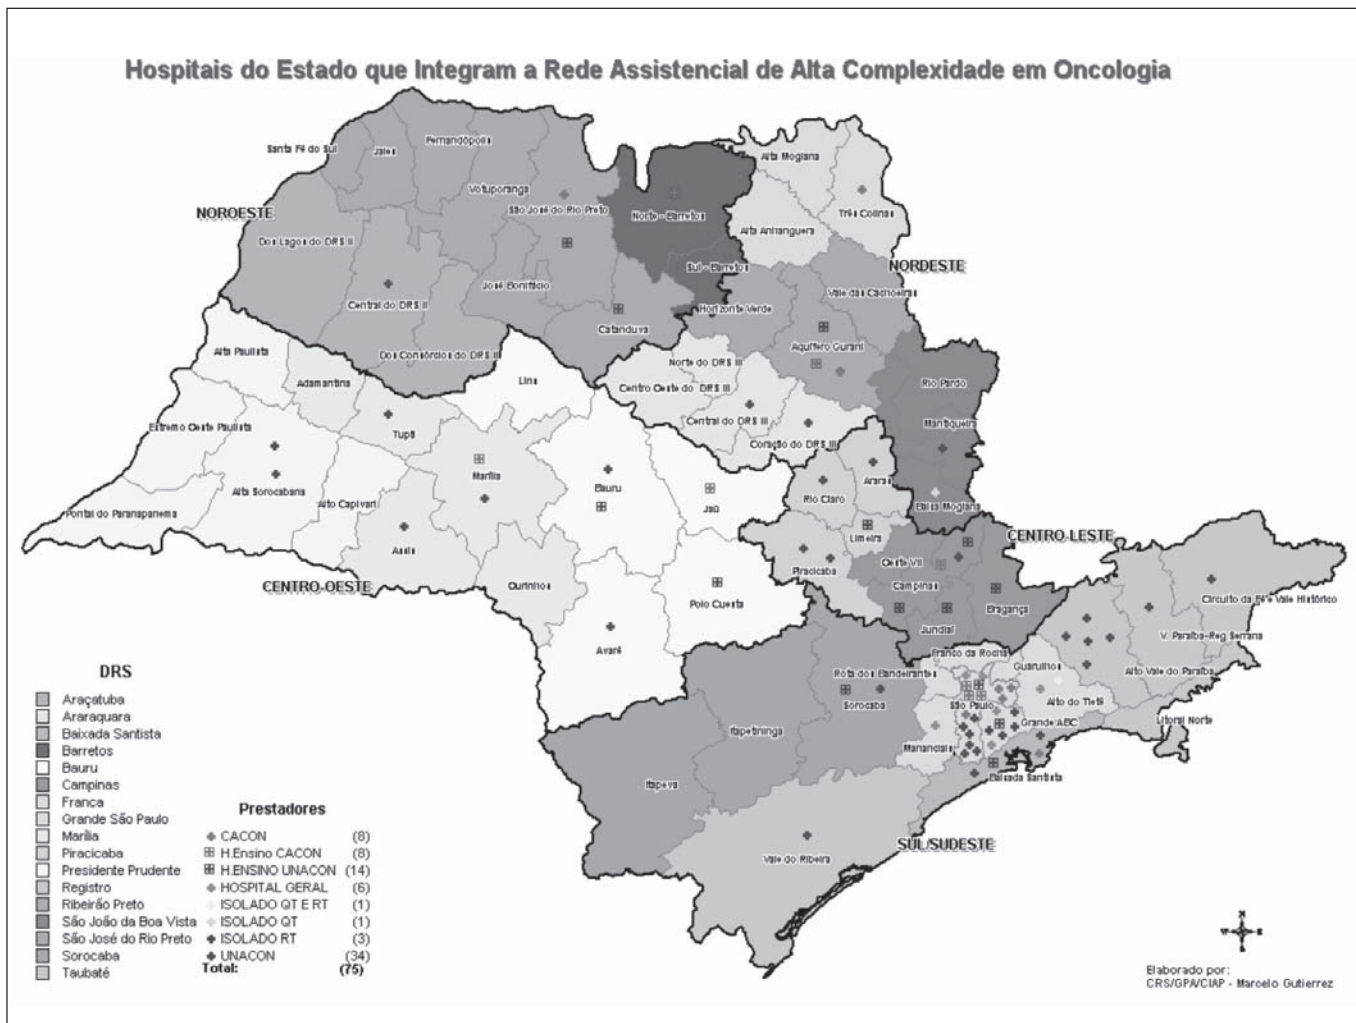 Hospitais do Estado que Integram a Rede Assistencial de Alta Complexidade em Oncologia
Santa Fé do Sul
Jales
Fernandópolis
Votuporanga
São José do Rio Preto
Norte - Barretos
Alta Mogiana
Três Colinas
NOROESTE
Dos Lagos do DRS II
Alta Anhanguera
Sul - Barretos
NORDESTE
Central do DRS II
José Bonifácio
Horizonte Verde
Vale das Cachoeiras
Catanduva
Aquífero Gurani
Alta Paulista
Dos Consórcios do DRS II
Norte do DRS III
Adamantina
Lins
Centro Oeste do DRS III
Rio Pardo
Extremo Oeste Paulista
Tupã
Central do DRS III
Mantiqueira
Coração do DRS III
Marília
Bauru
Jaú
Rio Claro
Araras
Alta Sorocabana
Alto Capivari
Baixa Mogiana
Pontal do Paranapanema
Assis
Limeira
CENTRO-LESTE
Piracicaba
Oeste VII
CENTRO-OESTE
Ourinhos
Campinas
Polo Cuesta
Bragança
Circuito da Fé e Vale Histórico
Jundiaí
V. Paraíba-Reg. Serrana
Avaré
Franco da Rocha
Guarulhos
Alto Vale do Paraíba
Rota dos Bandeirantes
Sorocaba
São Paulo
Alto do Tietê
Itapetininga
Grande ABC
Litoral Norte
Mananciais
Itapeva
Baixada Santista
SUL/SUDESTE
Vale do Ribeira
DRS
Araçatuba
Araraquara
Baixada Santista
Barretos
Bauru
Campinas
Franca
Grande São Paulo
Marília
Piracicaba
Presidente Prudente
Registro
Ribeirão Preto
São João da Boa Vista
São José do Rio Preto
Sorocaba
Taubaté
Prestadores
CACON (8)
H.Ensino CACON (8)
H.ENSINO UNACON (14)
HOSPITAL GERAL (6)
ISOLADO QT E RT (1)
ISOLADO QT (1)
ISOLADO RT (3)
UNACON (34)
Total: (75)
N
W E
S
Elaborado por:
CRS/GPA/CIAP - Marcelo Gutierrez